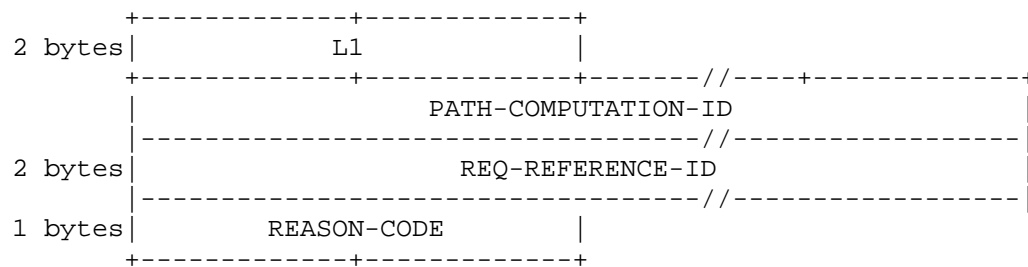 +-------------+-------------+
2 bytes| L1 |
+-------------+-------------+-------//----+-------------+
| PATH-COMPUTATION-ID |
|----------------------------------//-----------------|
2 bytes| REQ-REFERENCE-ID |
|----------------------------------//-----------------|
1 bytes| REASON-CODE |
+-------------+-------------+